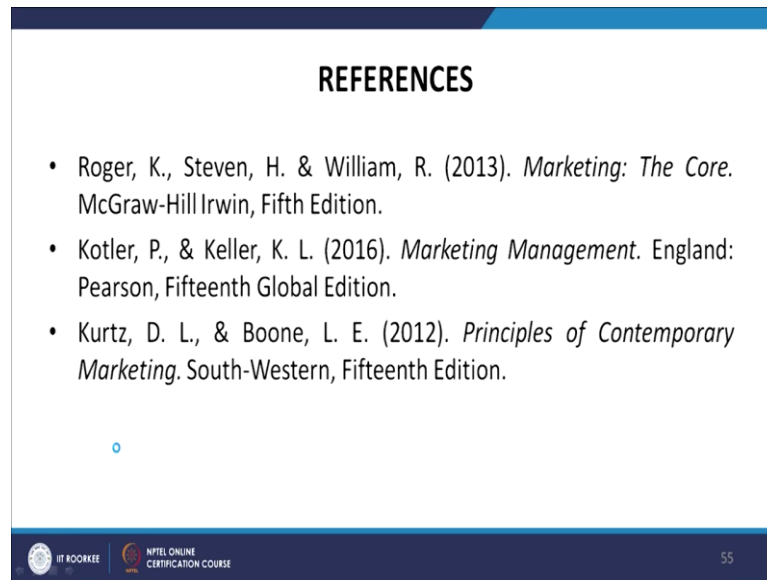 REFERENCES
• Roger, K., Steven, H. & William, R. (2013). Marketing: The Core.
McGraw-Hill Irwin, Fifth Edition.
• Kotler, P., & Keller, K. L. (2016). Marketing Management. England:
Pearson, Fifteenth Global Edition.
• Kurtz, D. L., & Boone, L. E. (2012). Principles of Contemporary
Marketing. South-Western, Fifteenth Edition.
IIT ROORKEE
NPTEL ONLINE
CERTIFICATION COURSE
55